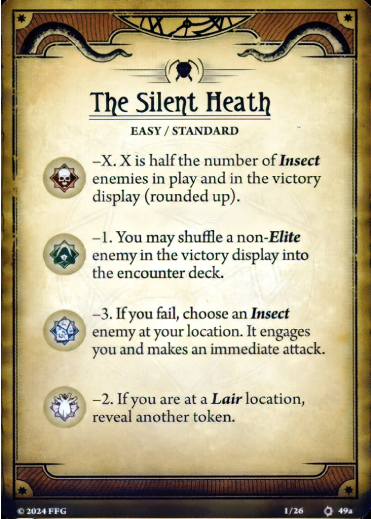 The Silent Heath
EASY / STANDARD
–X. X is half the number of Insect
enemies in play and in the victory
display (rounded up).
–1. You may shuffle a non-Elite
enemy in the victory display into
the encounter deck.
–3. If you fail, choose an Insect
enemy at your location. It engages
you and makes an immediate attack.
–2. If you are at a Lair location,
reveal another token.
© 2024 FFG 1/26 49a